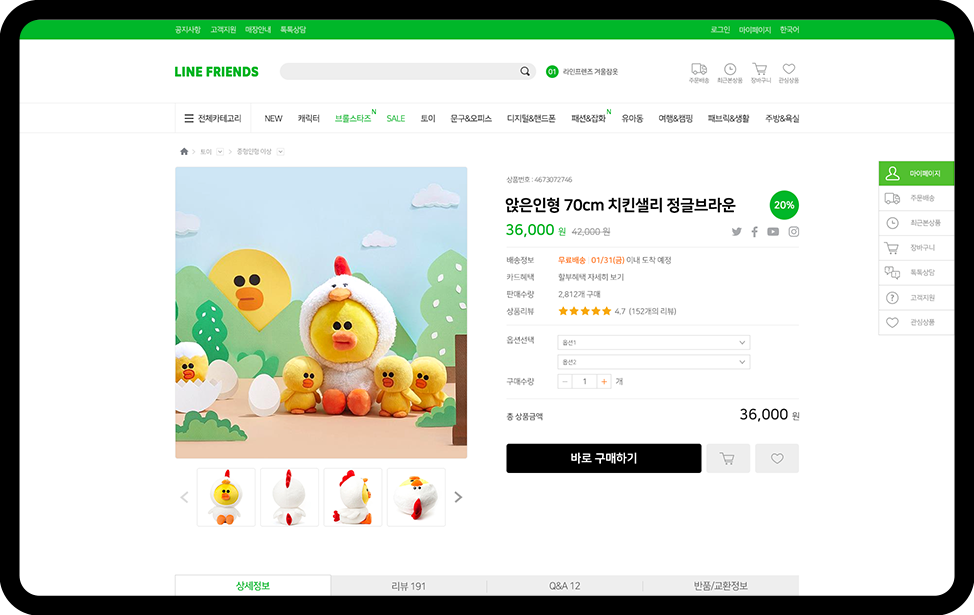 공지사항 고객지원 매장안내 톡톡상담
로그인 마이페이지 한국어
LINE FRIENDS
01 라인프렌즈 겨울잠옷
주문배송 최근본상품 장바구니 관심상품
전체카테고리 NEW 캐릭터 브롤스타즈 N SALE 토이 문구&오피스 디지털&핸드폰 패션&잡화 N 유아동 여행&캠핑 패브릭&생활 주방&욕실
토이 중형인형 이상
상품번호 : 4673072746
앉은인형 70cm 치킨샐리 정글브라운
20%
36,000 원 42,000 원
배송정보 무료배송 01/31(금) 이내 도착 예정
카드혜택 할부혜택 자세히 보기
판매수량 2,812개 구매
상품리뷰 4.7 (152개의 리뷰)
옵션선택 옵션1
옵션2
구매수량 − 1 + 개
총 상품금액 36,000 원
바로 구매하기
마이페이지
주문배송
최근본상품
장바구니
톡톡상담
고객지원
관심상품
상세정보 리뷰 191 Q&A 12 반품/교환정보